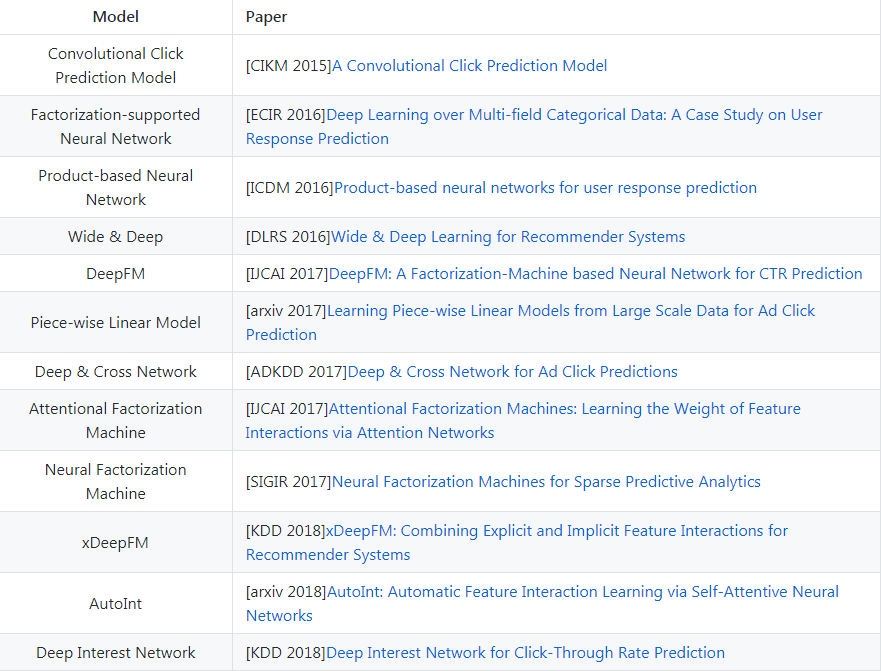 Model Paper
Convolutional Click
Prediction Model
[CIKM 2015]A Convolutional Click Prediction Model
Factorization-supported
Neural Network
[ECIR 2016]Deep Learning over Multi-field Categorical Data: A Case Study on User
Response Prediction
Product-based Neural
Network
[ICDM 2016]Product-based neural networks for user response prediction
Wide & Deep
[DLRS 2016]Wide & Deep Learning for Recommender Systems
DeepFM
[IJCAI 2017]DeepFM: A Factorization-Machine based Neural Network for CTR Prediction
Piece-wise Linear Model
[arxiv 2017]Learning Piece-wise Linear Models from Large Scale Data for Ad Click
Prediction
Deep & Cross Network
[ADKDD 2017]Deep & Cross Network for Ad Click Predictions
Attentional Factorization
Machine
[IJCAI 2017]Attentional Factorization Machines: Learning the Weight of Feature
Interactions via Attention Networks
Neural Factorization
Machine
[SIGIR 2017]Neural Factorization Machines for Sparse Predictive Analytics
xDeepFM
[KDD 2018]xDeepFM: Combining Explicit and Implicit Feature Interactions for
Recommender Systems
AutoInt
[arxiv 2018]AutoInt: Automatic Feature Interaction Learning via Self-Attentive Neural
Networks
Deep Interest Network
[KDD 2018]Deep Interest Network for Click-Through Rate Prediction